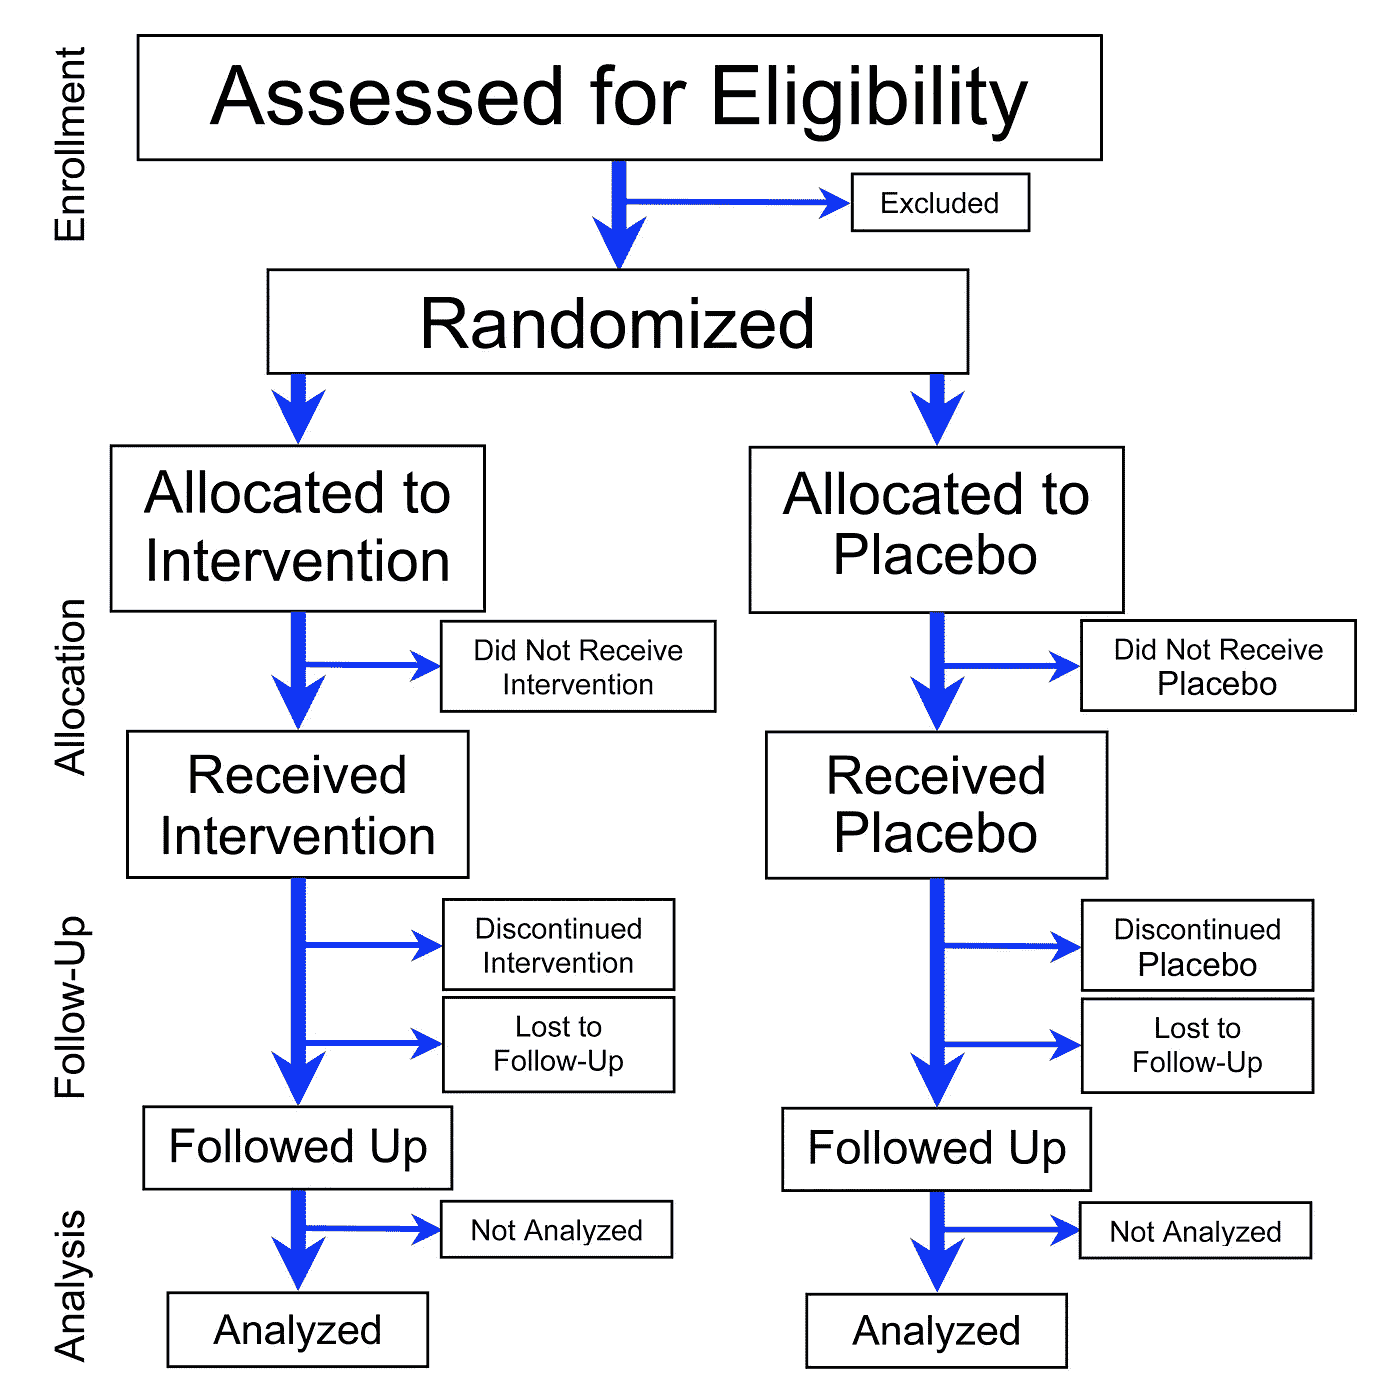 Enrollment
Assessed for Eligibility
Excluded
Randomized
Allocated to
Intervention
Allocated to
Placebo
Allocation
Did Not Receive
Intervention
Did Not Receive
Placebo
Received
Intervention
Received
Placebo
Follow-Up
Discontinued
Intervention
Discontinued
Placebo
Lost to
Follow-Up
Lost to
Follow-Up
Followed Up
Followed Up
Analysis
Not Analyzed
Not Analyzed
Analyzed
Analyzed